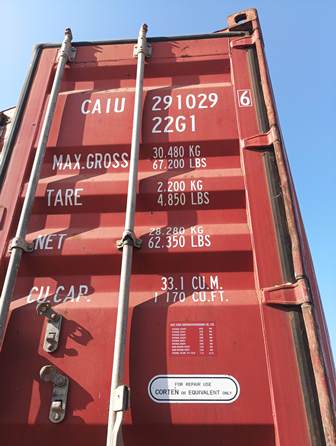 CAIU 291029 6
22G1
MAX.GROSS 30.480 KG
67.200 LBS
TARE 2.200 KG
4.850 LBS
NET 28.280 KG
62.350 LBS
CU.CAP. 33.1 CU.M.
1 170 CU.FT.
FOR REPAIR USE
CORTEN OR EQUIVALENT ONLY